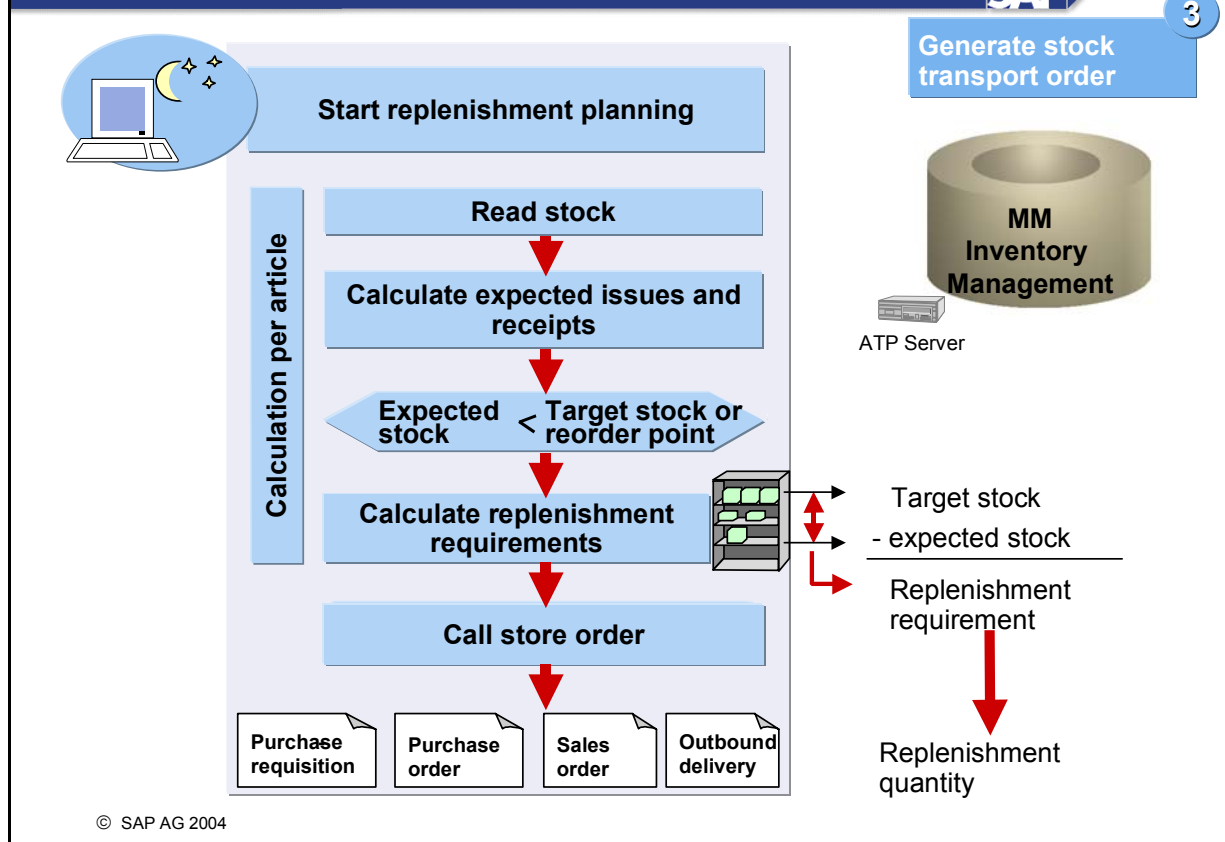 SAP
3
Generate stock
transport order
Start replenishment planning
Calculation per article
Read stock
Calculate expected issues and
receipts
Expected
stock
<
Target stock or
reorder point
Calculate replenishment
requirements
Call store order
Purchase
requisition
Purchase
order
Sales
order
Outbound
delivery
MM
Inventory
Management
ATP Server
Target stock
- expected stock
Replenishment
requirement
Replenishment
quantity
© SAP AG 2004